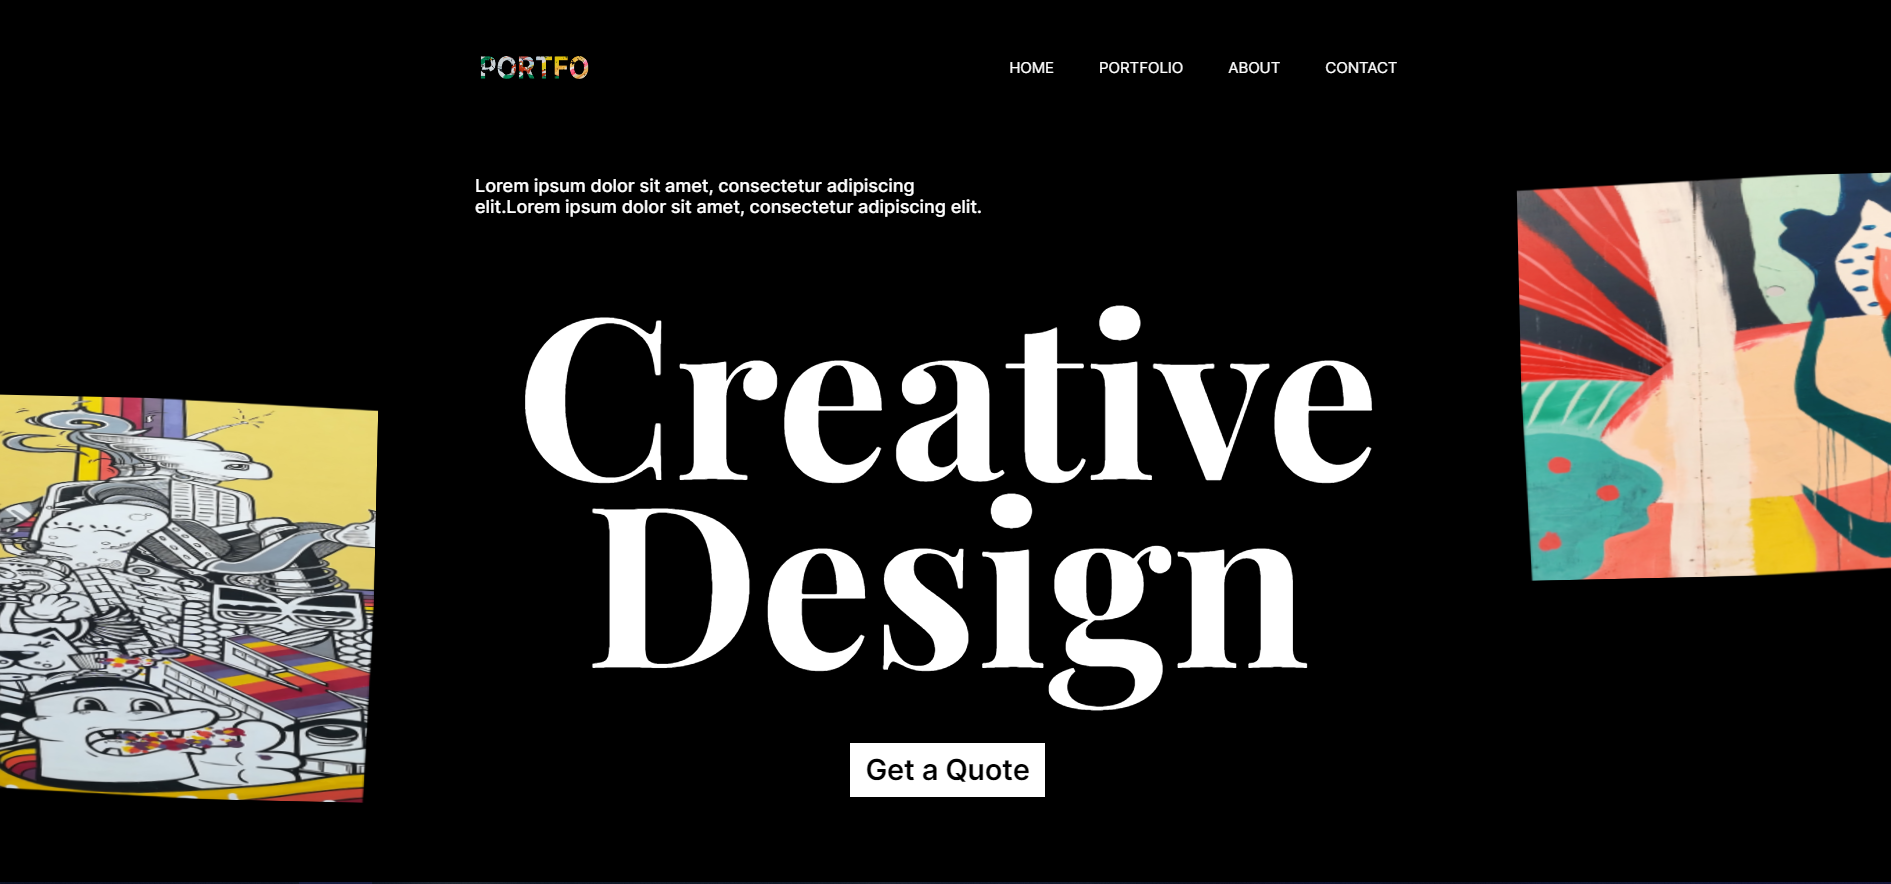 PORTFO
HOME PORTFOLIO ABOUT CONTACT
Lorem ipsum dolor sit amet, consectetur adipiscing
elit.Lorem ipsum dolor sit amet, consectetur adipiscing elit.
Creative
Design
Get a Quote